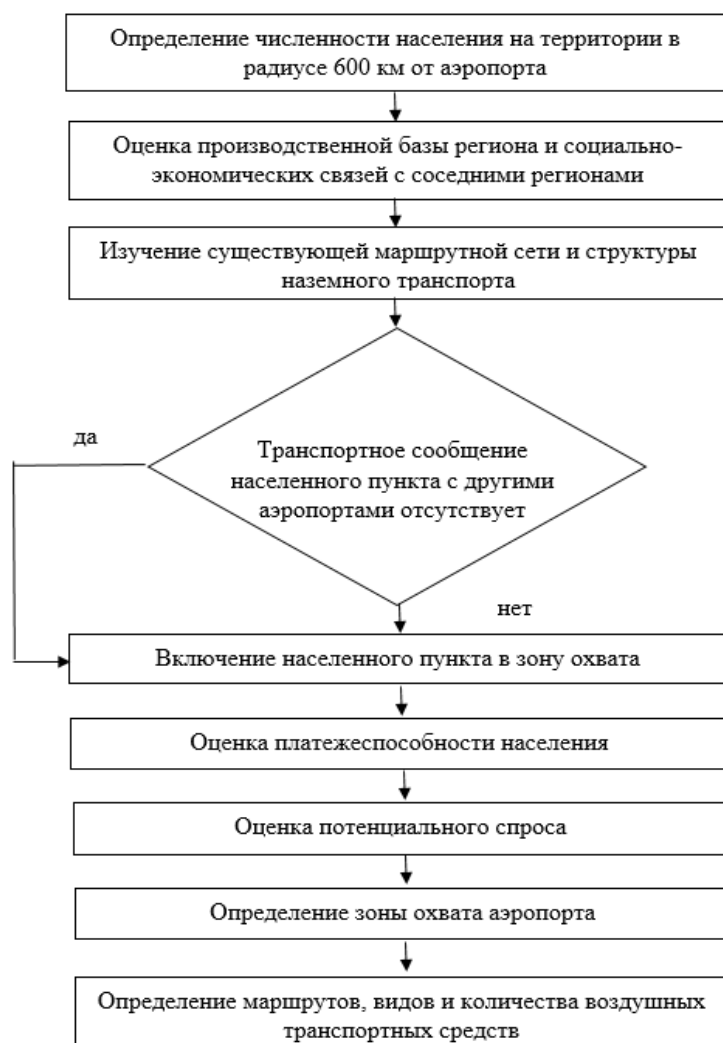 Определение численности населения на территории в
радиусе 600 км от аэропорта
Оценка производственной базы региона и социально-
экономических связей с соседними регионами
Изучение существующей маршрутной сети и структуры
наземного транспорта
да
Транспортное сообщение
населенного пункта с другими
аэропортами отсутствует
нет
Включение населенного пункта в зону охвата
Оценка платежеспособности населения
Оценка потенциального спроса
Определение зоны охвата аэропорта
Определение маршрутов, видов и количества воздушных
транспортных средств